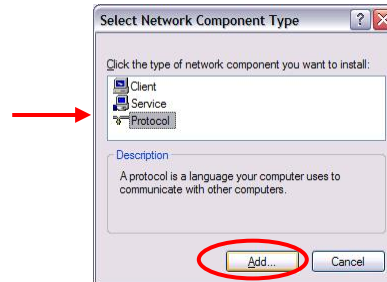 Select Network Component Type
?
Click the type of network component you want to install:
Client
Service
Protocol
Description
A protocol is a language your computer uses to
communicate with other computers.
Add...
Cancel